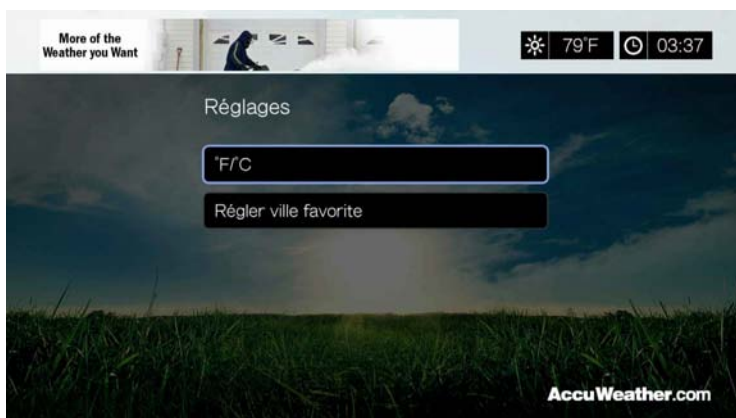 More of the
Weather you Want
79°F 03:37
Réglages
°F/°C
Régler ville favorite
AccuWeather.com